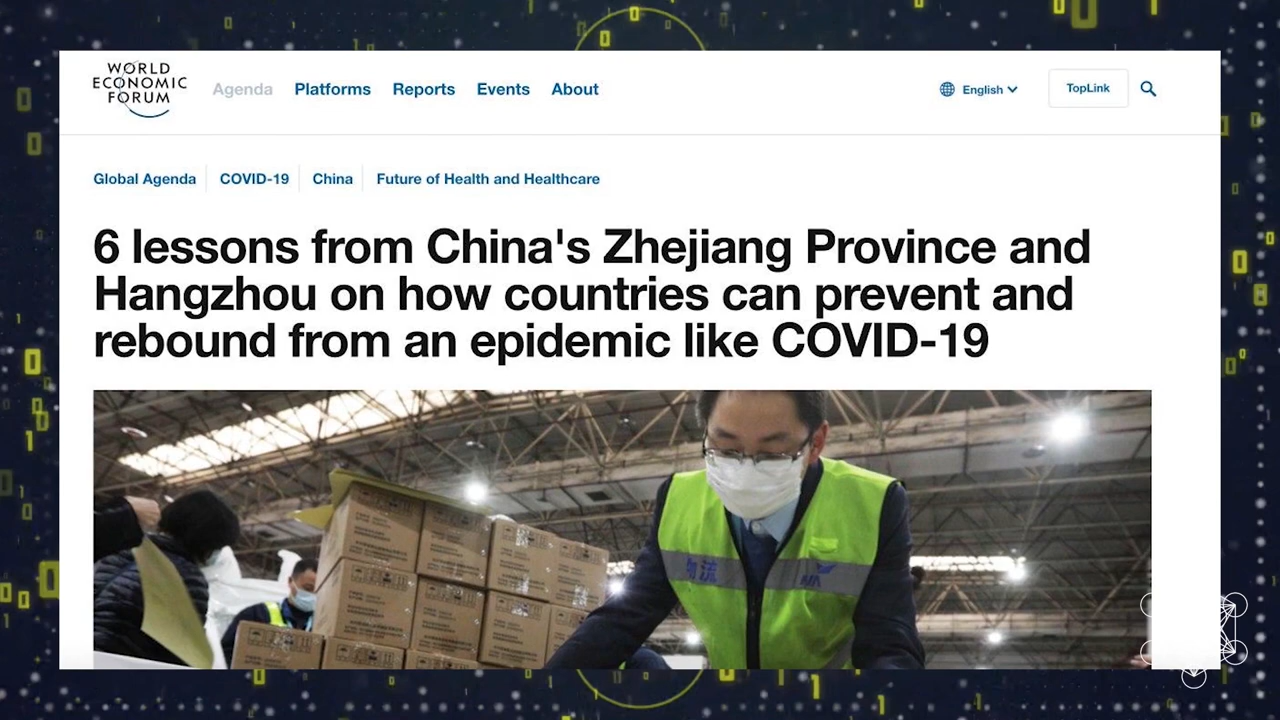 WORLD
ECONOMIC
FORUM
Agenda Platforms Reports Events About English TopLink
Global Agenda COVID-19 China Future of Health and Healthcare
6 lessons from China's Zhejiang Province and
Hangzhou on how countries can prevent and
rebound from an epidemic like COVID-19
物流